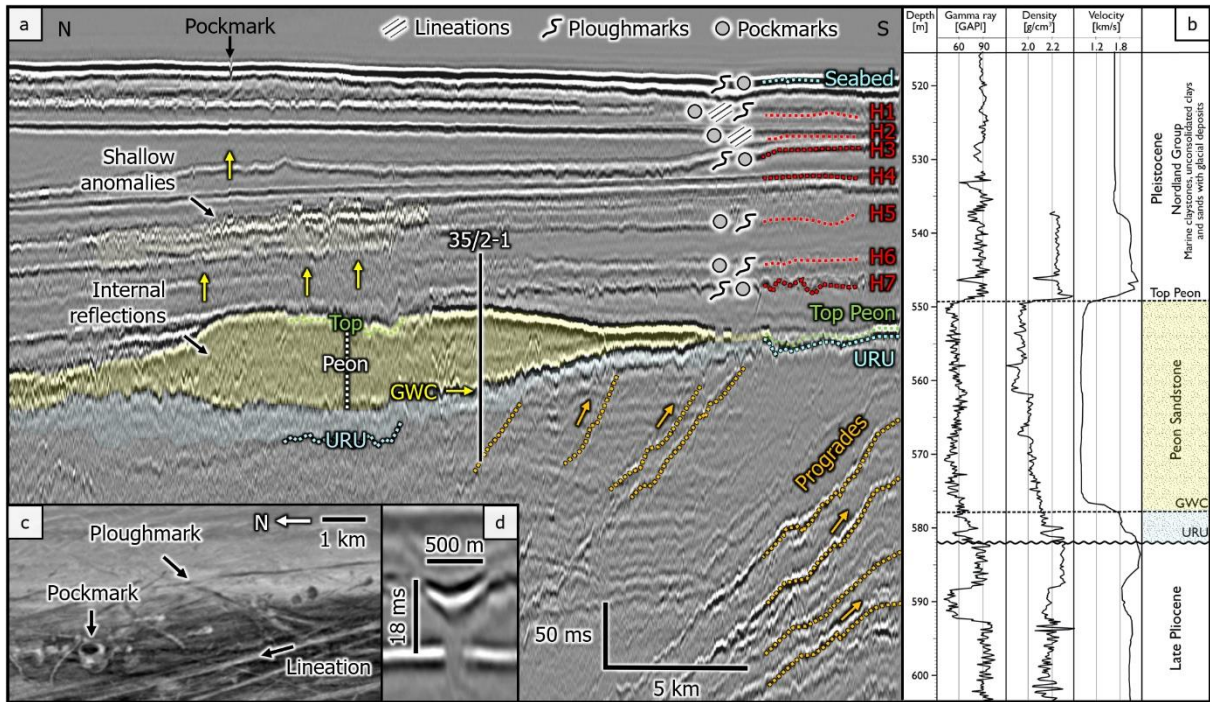 a
N
Pockmark
Lineations
Ploughmarks
Pockmarks
S
Seabed
H1
H2
H3
H4
H5
H6
H7
Shallow
anomalies
35/2-1
Internal
reflections
Top
Peon
Top Peon
URU
GWC
URU
Progrades
50 ms
5 km
c
N
1 km
Ploughmark
Pockmark
Lineation
d
500 m
18 ms
b
Depth
[m]
Gamma ray
[GAPI]
60 90
Density
[g/cm³]
2.0 2.2
Velocity
[km/s]
1.2 1.8
520
530
540
550
560
570
580
590
600
Pleistocene
Nordland Group
Marine claystones, unconsolidated clays
and sands with glacial deposits
Top Peon
Peon Sandstone
GWC
URU
Late Pliocene